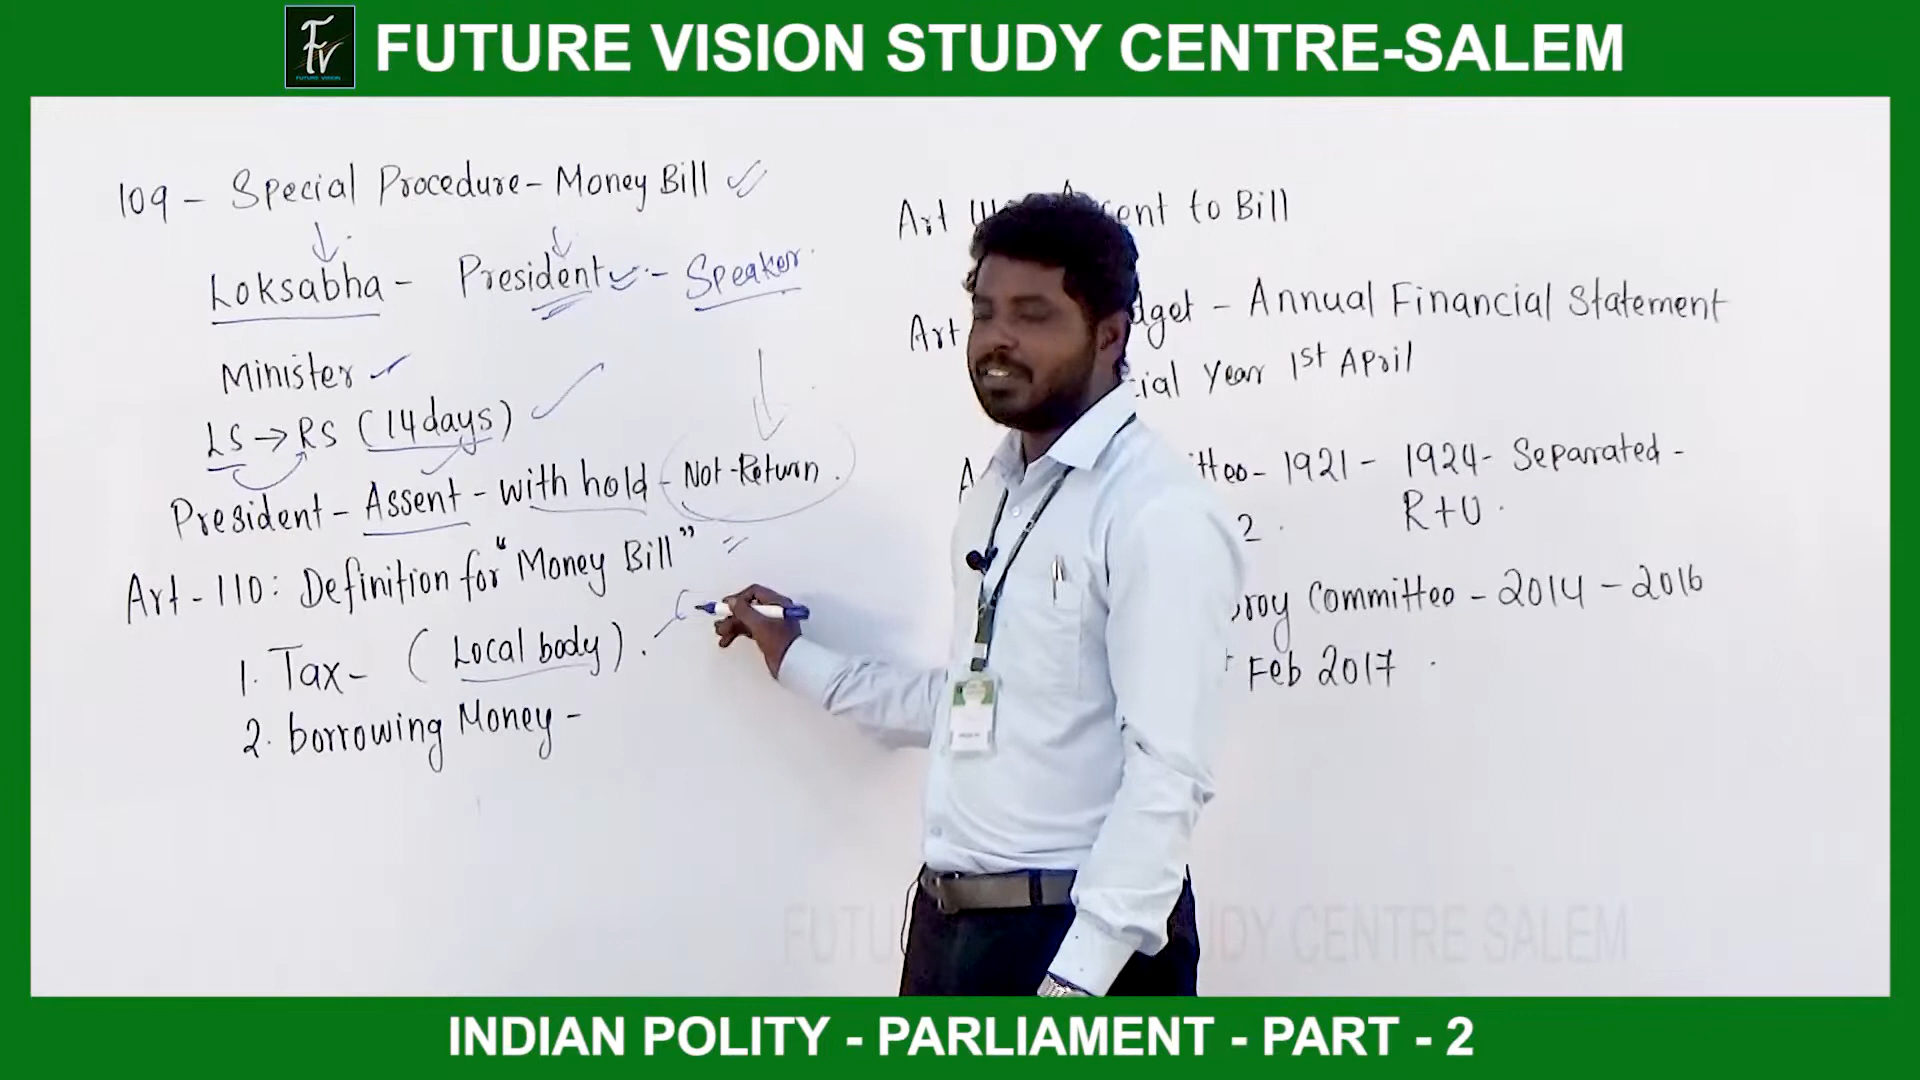 FUTURE VISION STUDY CENTRE-SALEM
FV
FUTURE VISION
109 - Special Procedure - Money Bill
Loksabha - President - Speaker
Minister
LS → RS (14 days)
President - Assent - with hold - Not-Return.
Art - 110: Definition for "Money Bill"
1. Tax - (Local body).
2. borrowing Money -
Art to Bill
Art - Annual Financial Statement
Year 1st April
1921 - 1924 - Separated -
2. R+U.
Committee - 2014 - 2016
Feb 2017
STUDY CENTRE SALEM
INDIAN POLITY - PARLIAMENT - PART - 2